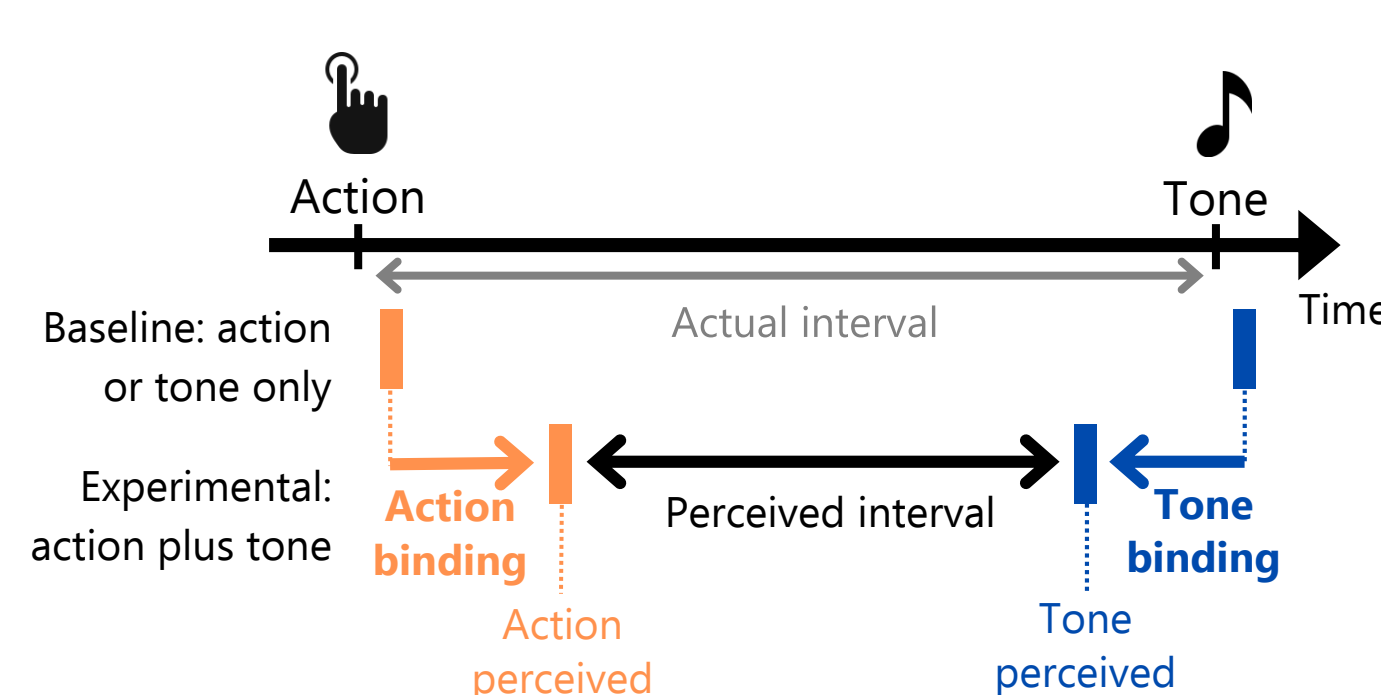 Action
Tone
Time
Actual interval
Baseline: action
or tone only
Experimental:
action plus tone
Action
binding
Perceived interval
Tone
binding
Action
perceived
Tone
perceived